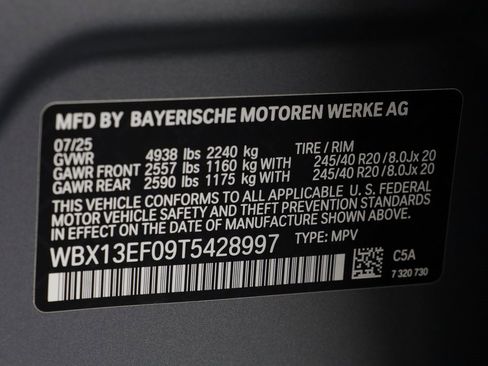 MFD BY BAYERISCHE MOTOREN WERKE AG
07/25 TIRE / RIM
GVWR 4938 lbs 2240 kg
GAWR FRONT 2557 lbs 1160 kg WITH 245/40 R20 / 8.0Jx 20
GAWR REAR 2590 lbs 1175 kg WITH 245/40 R20 / 8.0Jx 20
THIS VEHICLE CONFORMS TO ALL APPLICABLE U. S. FEDERAL
MOTOR VEHICLE SAFETY AND THEFT PREVENTION STANDARDS
IN EFFECT ON THE DATE OF MANUFACTURE SHOWN ABOVE.
WBX13EF09T5428997 TYPE: MPV
C5A
7 320 730